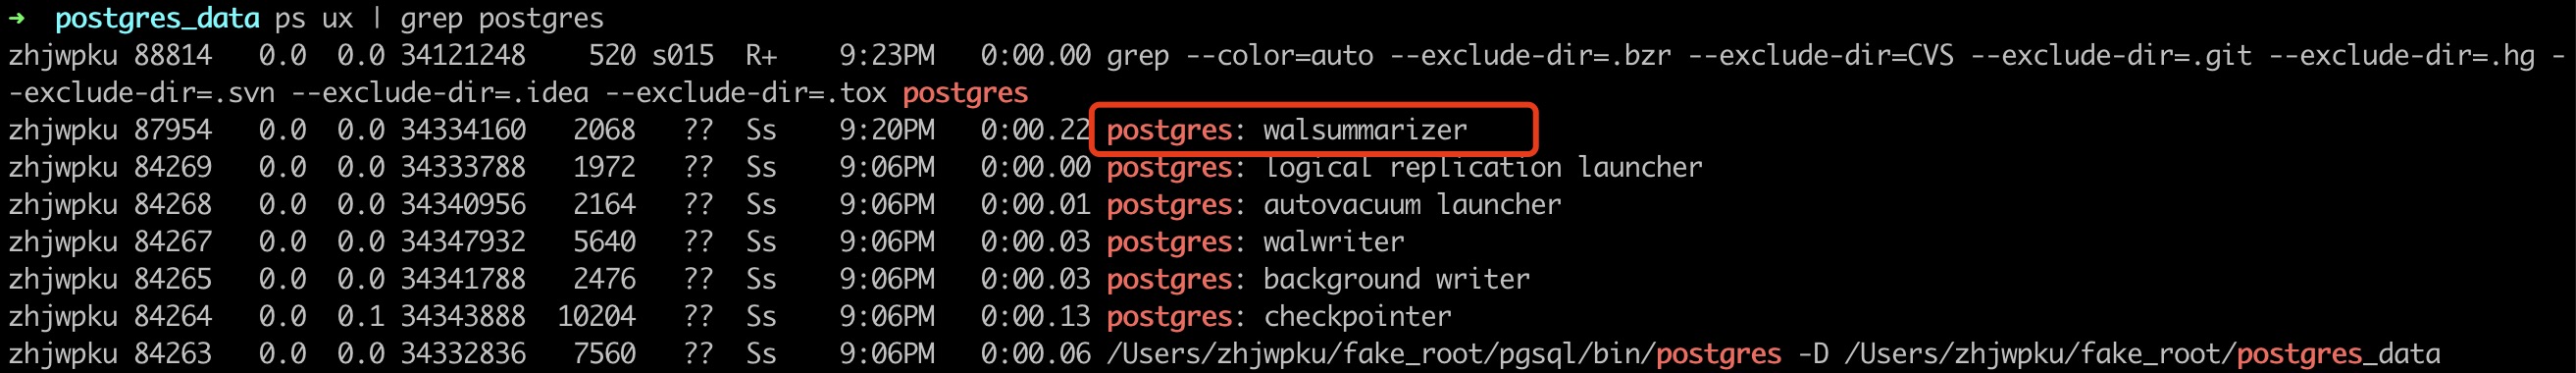 ➜  postgres_data ps ux | grep postgres
zhjwpku 88814   0.0  0.0 34121248    520 s015  R+    9:23PM   0:00.00 grep --color=auto --exclude-dir=.bzr --exclude-dir=CVS --exclude-dir=.git --exclude-dir=.hg -
-exclude-dir=.svn --exclude-dir=.idea --exclude-dir=.tox postgres
zhjwpku 87954   0.0  0.0 34334160   2068   ??  Ss    9:20PM   0:00.22 postgres: walsummarizer
zhjwpku 84269   0.0  0.0 34333788   1972   ??  Ss    9:06PM   0:00.00 postgres: logical replication launcher
zhjwpku 84268   0.0  0.0 34340956   2164   ??  Ss    9:06PM   0:00.01 postgres: autovacuum launcher
zhjwpku 84267   0.0  0.0 34347932   5640   ??  Ss    9:06PM   0:00.03 postgres: walwriter
zhjwpku 84265   0.0  0.0 34341788   2476   ??  Ss    9:06PM   0:00.03 postgres: background writer
zhjwpku 84264   0.0  0.1 34343888  10204   ??  Ss    9:06PM   0:00.13 postgres: checkpointer
zhjwpku 84263   0.0  0.0 34332836   7560   ??  Ss    9:06PM   0:00.06 /Users/zhjwpku/fake_root/pgsql/bin/postgres -D /Users/zhjwpku/fake_root/postgres_data